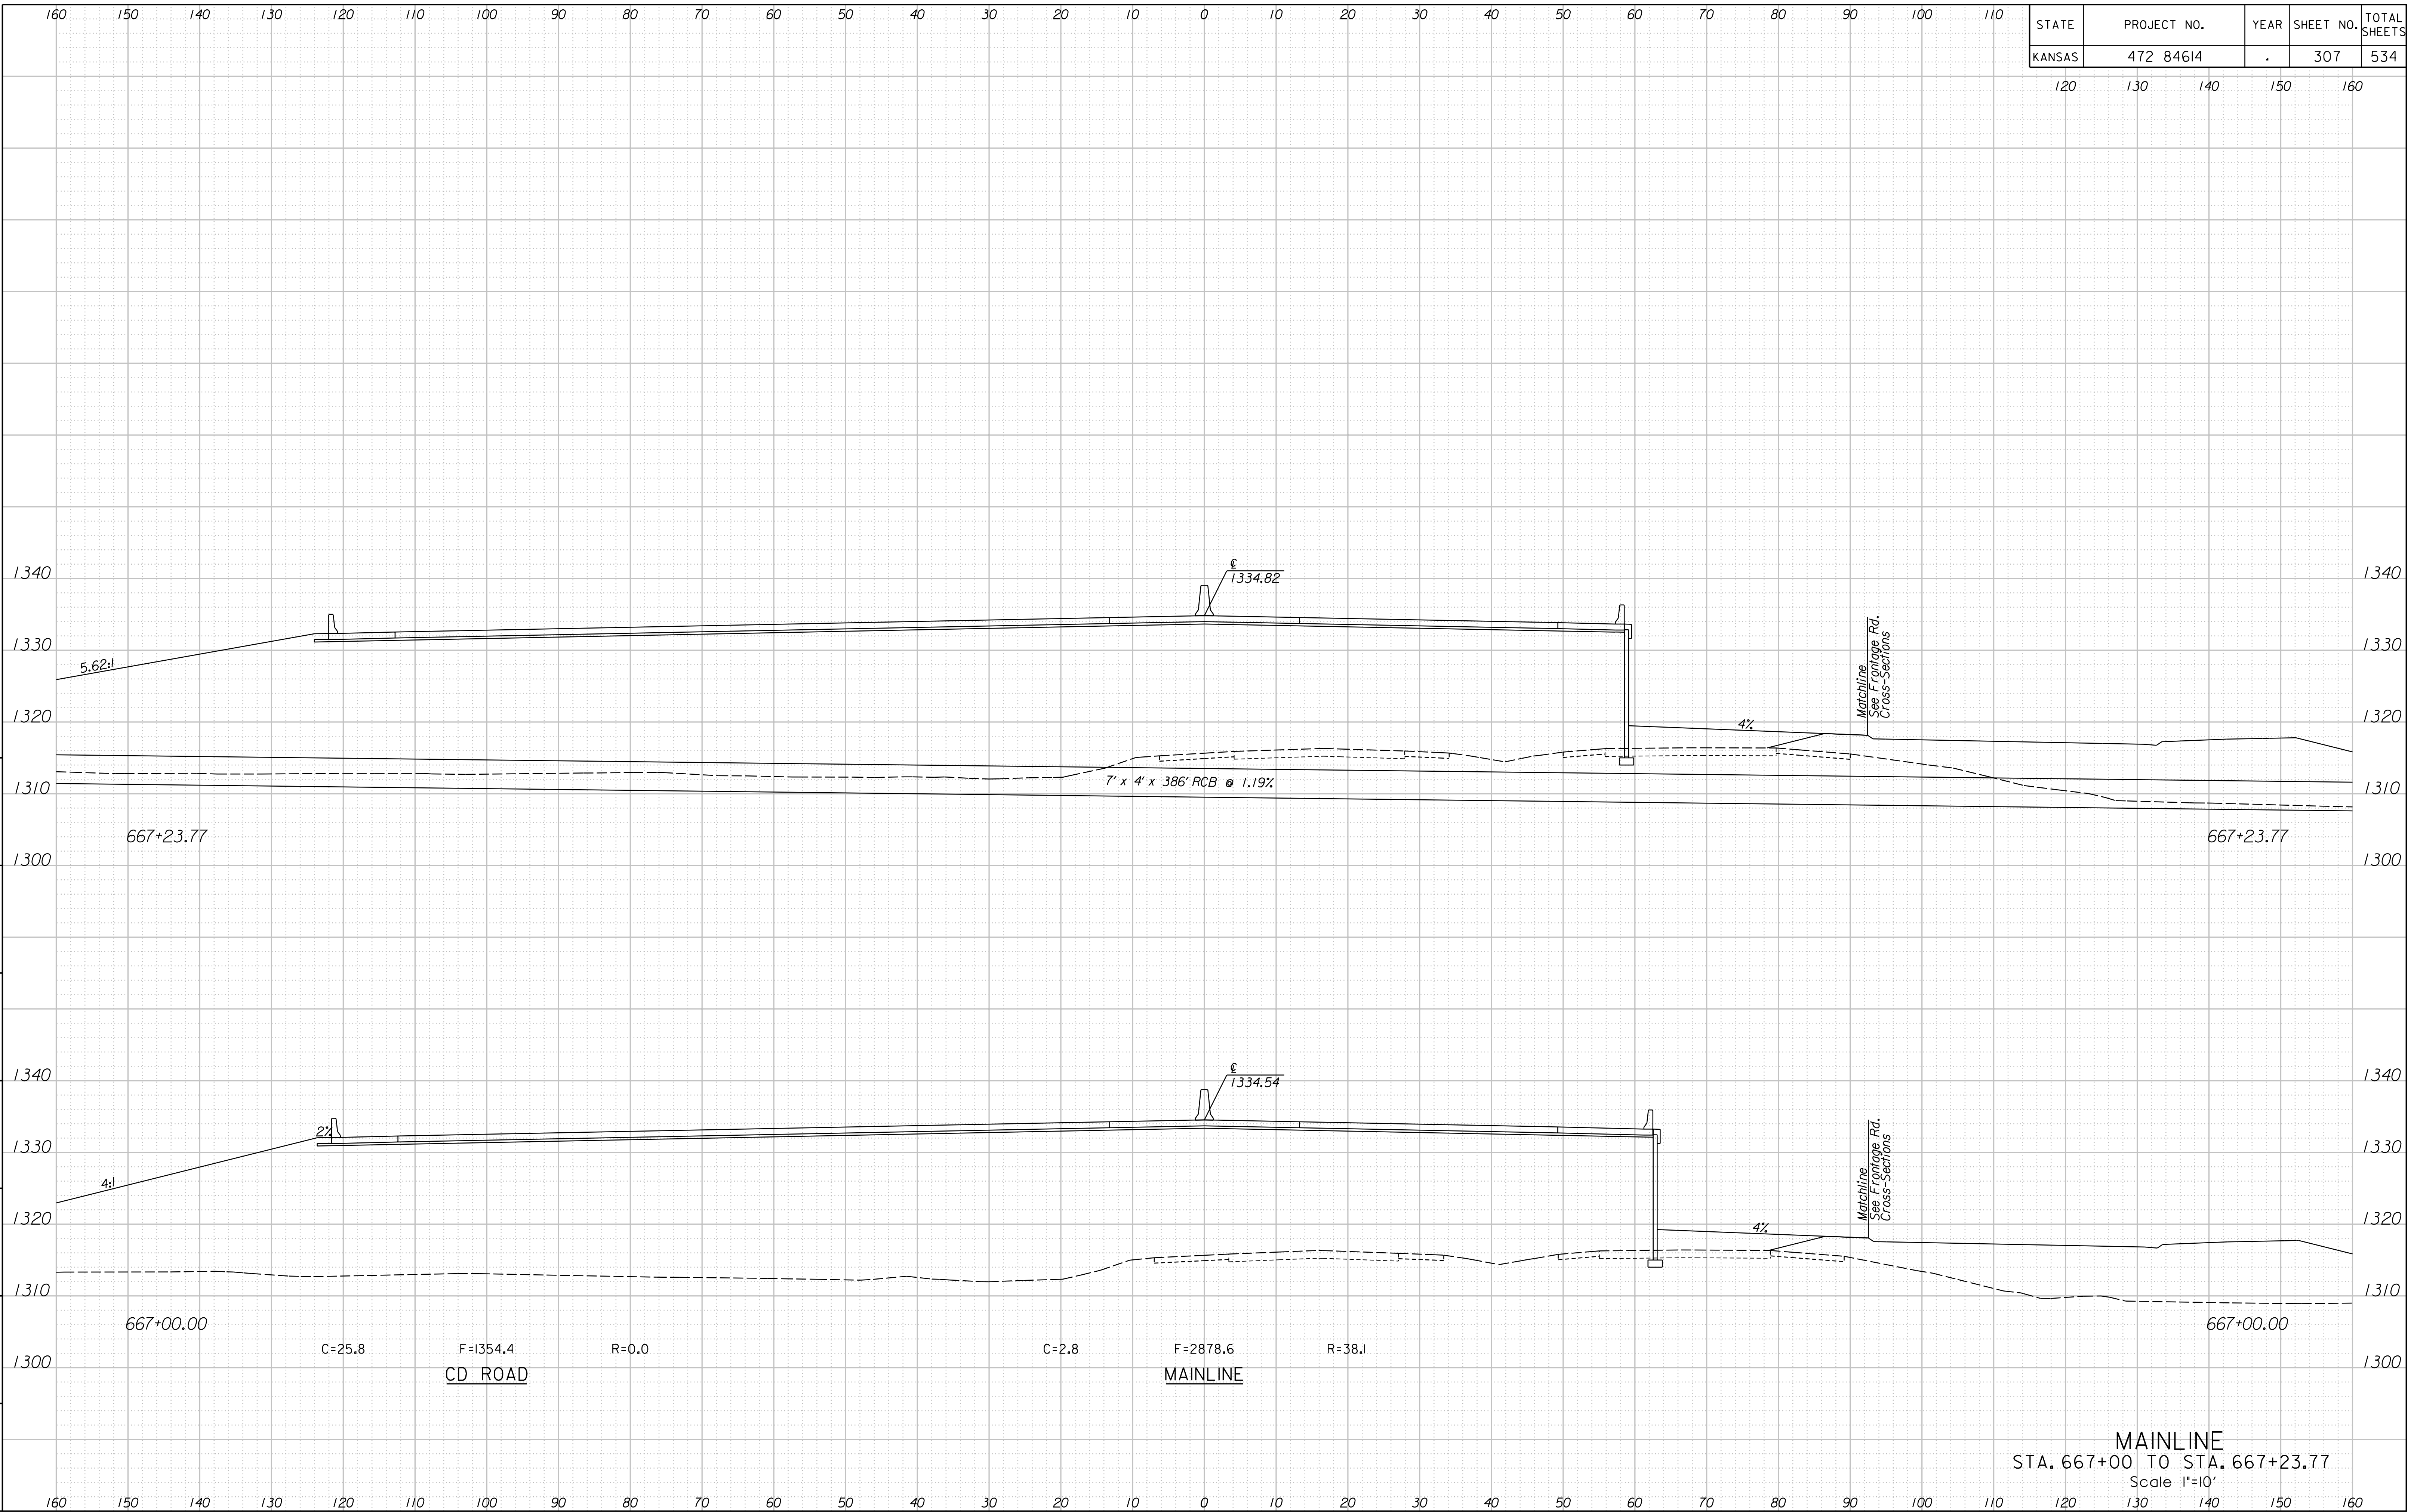 160 150 140 130 120 110 100 90 80 70 60 50 40 30 20 10 0 10 20 30 40 50 60 70 80 90 100 110
STATE PROJECT NO. YEAR SHEET NO. TOTAL SHEETS
KANSAS 472 84614 . 307 534
120 130 140 150 160
℄
1334.82
1340 1340
1330 1330
5.62:1
Matchline
See Frontage Rd.
Cross-Sections
1320 1320
4%
7' x 4' x 386' RCB @ 1.19%
1310 1310
667+23.77 667+23.77
1300 1300
℄
1334.54
1340 1340
2%
1330 1330
4:1
Matchline
See Frontage Rd.
Cross-Sections
1320 1320
4%
1310 1310
667+00.00 667+00.00
C=25.8 F=1354.4 R=0.0 C=2.8 F=2878.6 R=38.1
1300 1300
CD ROAD MAINLINE
MAINLINE
STA. 667+00 TO STA. 667+23.77
Scale 1"=10'
160 150 140 130 120 110 100 90 80 70 60 50 40 30 20 10 0 10 20 30 40 50 60 70 80 90 100 110 120 130 140 150 160